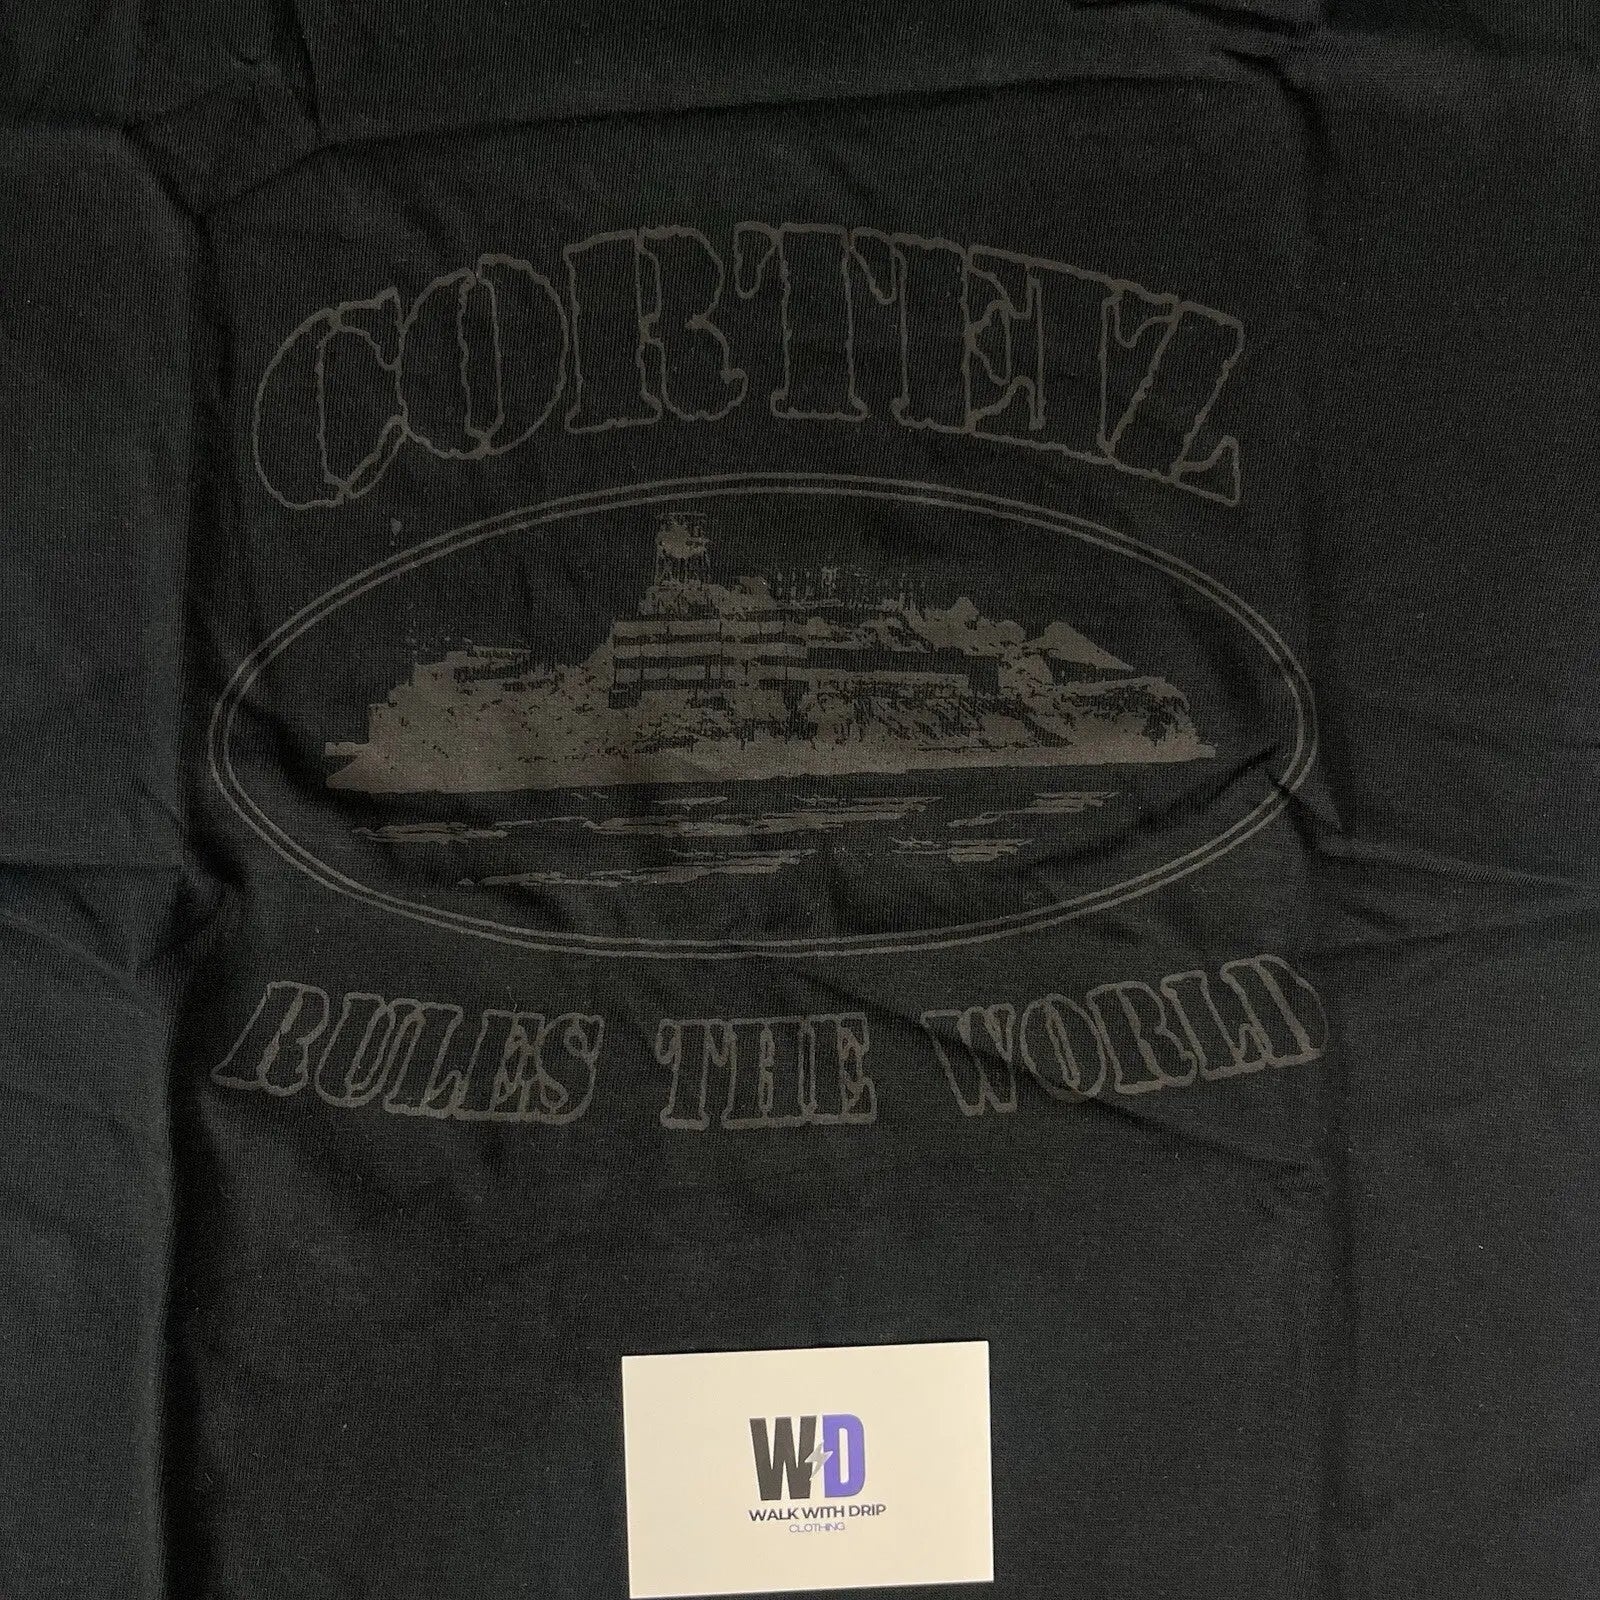 CORTEIZ
RULES THE WORLD
WD
WALK WITH DRIP
CLOTHING